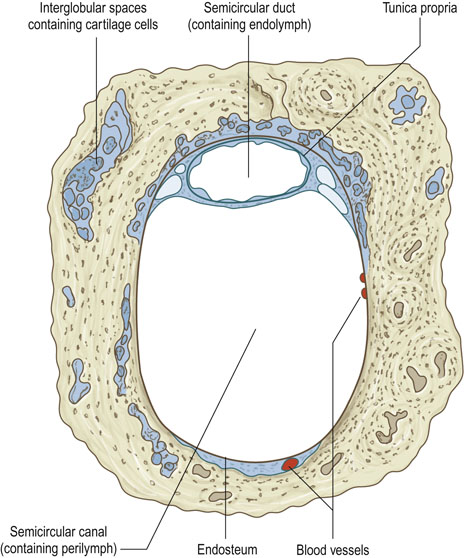 Interglobular spaces
containing cartilage cells
Semicircular duct
(containing endolymph)
Tunica propria
Semicircular canal
(containing perilymph)
Endosteum
Blood vessels